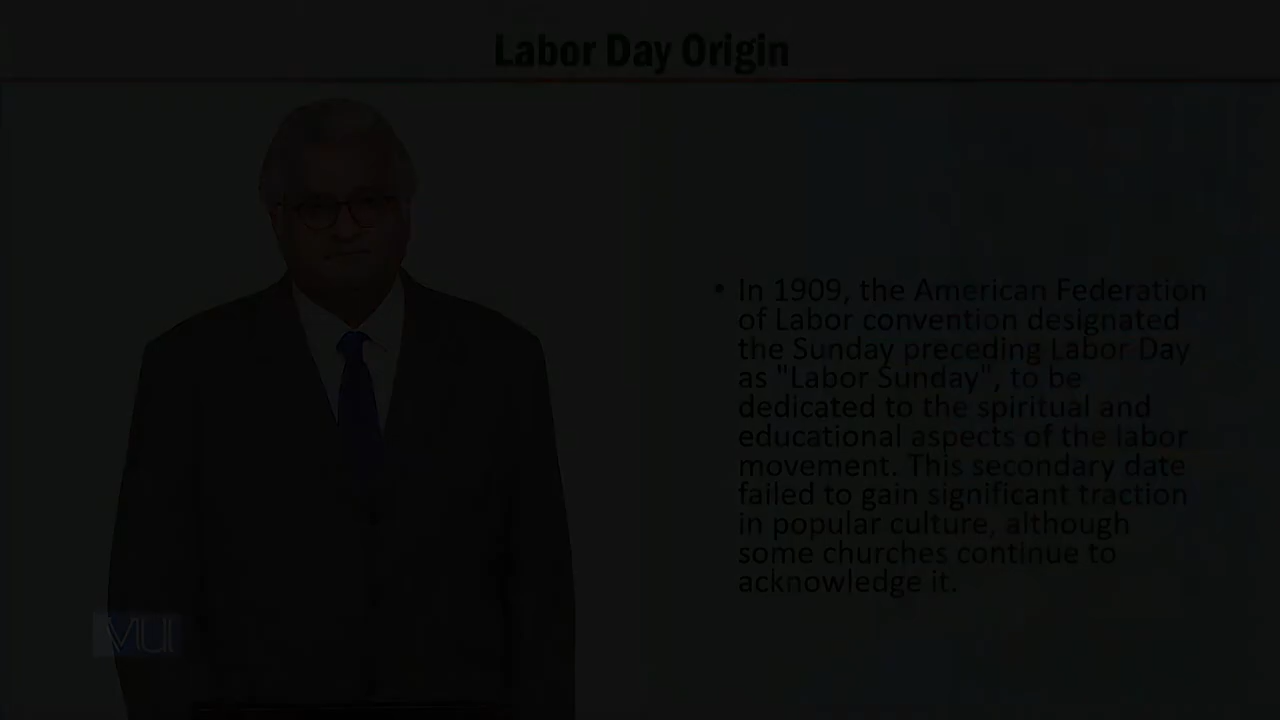 Labor Day Origin
• In 1909, the American Federation
of Labor convention designated
the Sunday preceding Labor Day
as "Labor Sunday", to be
dedicated to the spiritual and
educational aspects of the labor
movement. This secondary date
failed to gain significant traction
in popular culture, although
some churches continue to
acknowledge it.
VU